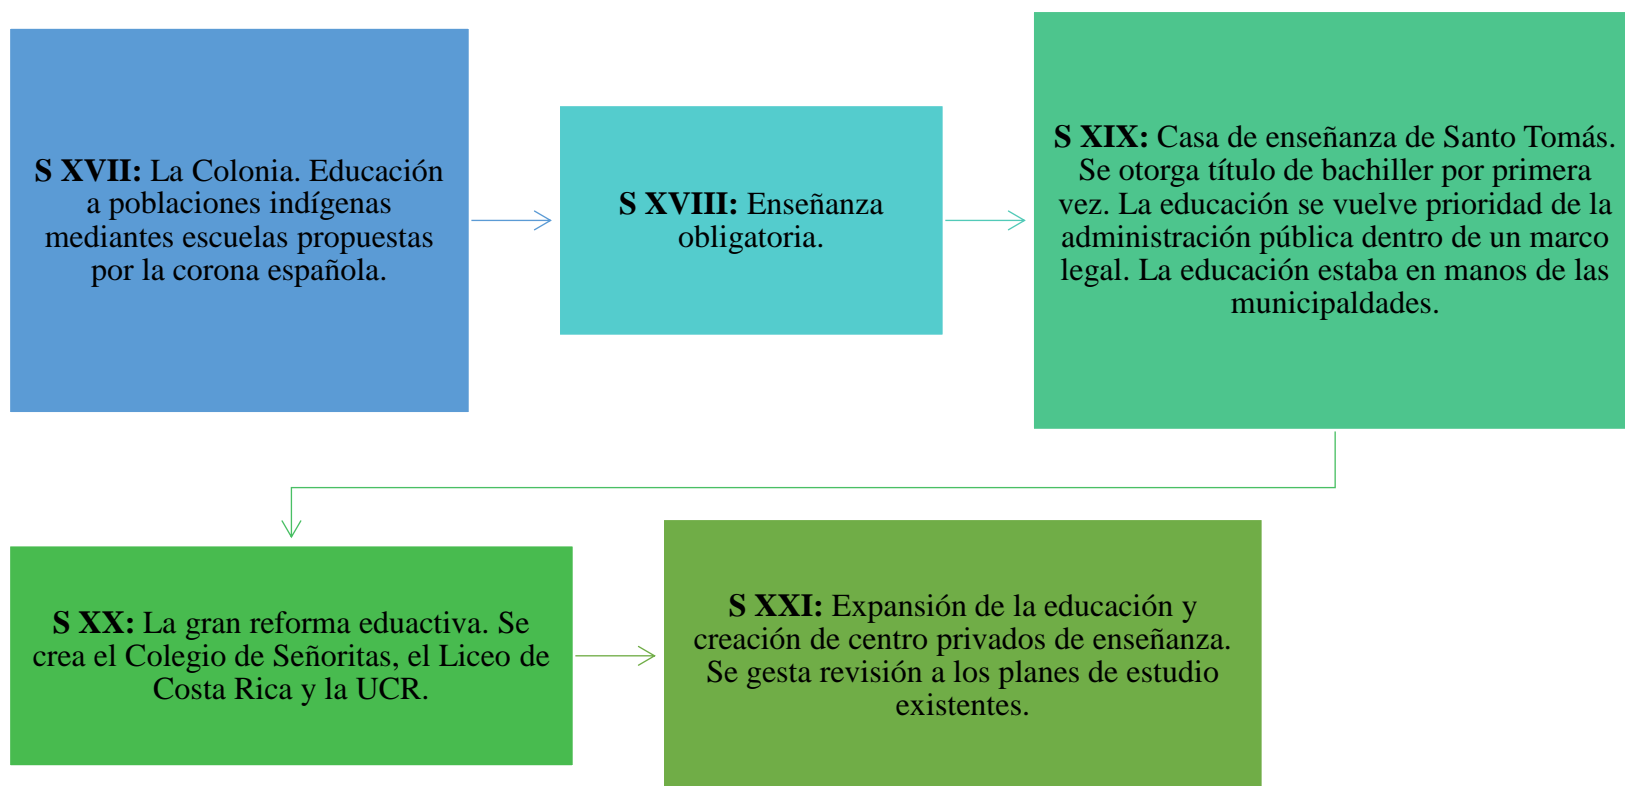 S XVII: La Colonia. Educación
a poblaciones indígenas
mediantes escuelas propuestas
por la corona española.
S XVIII: Enseñanza
obligatoria.
S XIX: Casa de enseñanza de Santo Tomás.
Se otorga título de bachiller por primera
vez. La educación se vuelve prioridad de la
administración pública dentro de un marco
legal. La educación estaba en manos de las
municipaldades.
S XX: La gran reforma eduactiva. Se
crea el Colegio de Señoritas, el Liceo de
Costa Rica y la UCR.
S XXI: Expansión de la educación y
creación de centro privados de enseñanza.
Se gesta revisión a los planes de estudio
existentes.